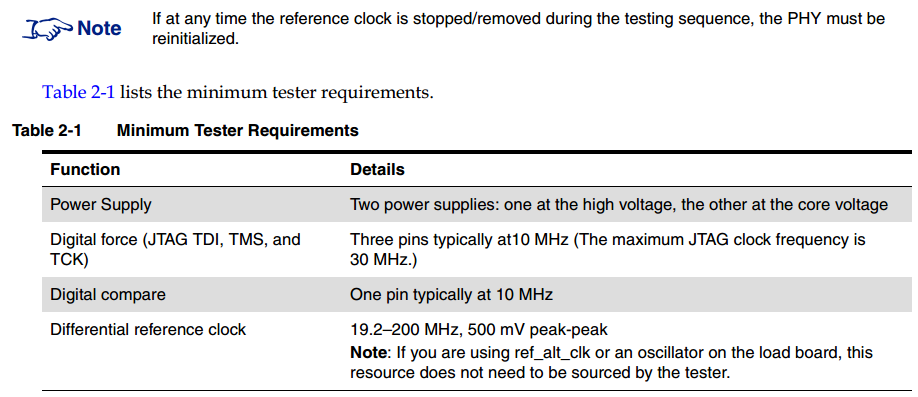 Note
If at any time the reference clock is stopped/removed during the testing sequence, the PHY must be
reinitialized.
Table 2-1 lists the minimum tester requirements.
Table 2-1 Minimum Tester Requirements
Function Details
Power Supply Two power supplies: one at the high voltage, the other at the core voltage
Digital force (JTAG TDI, TMS, and Three pins typically at10 MHz (The maximum JTAG clock frequency is
TCK) 30 MHz.)
Digital compare One pin typically at 10 MHz
Differential reference clock 19.2–200 MHz, 500 mV peak-peak
Note: If you are using ref_alt_clk or an oscillator on the load board, this
resource does not need to be sourced by the tester.